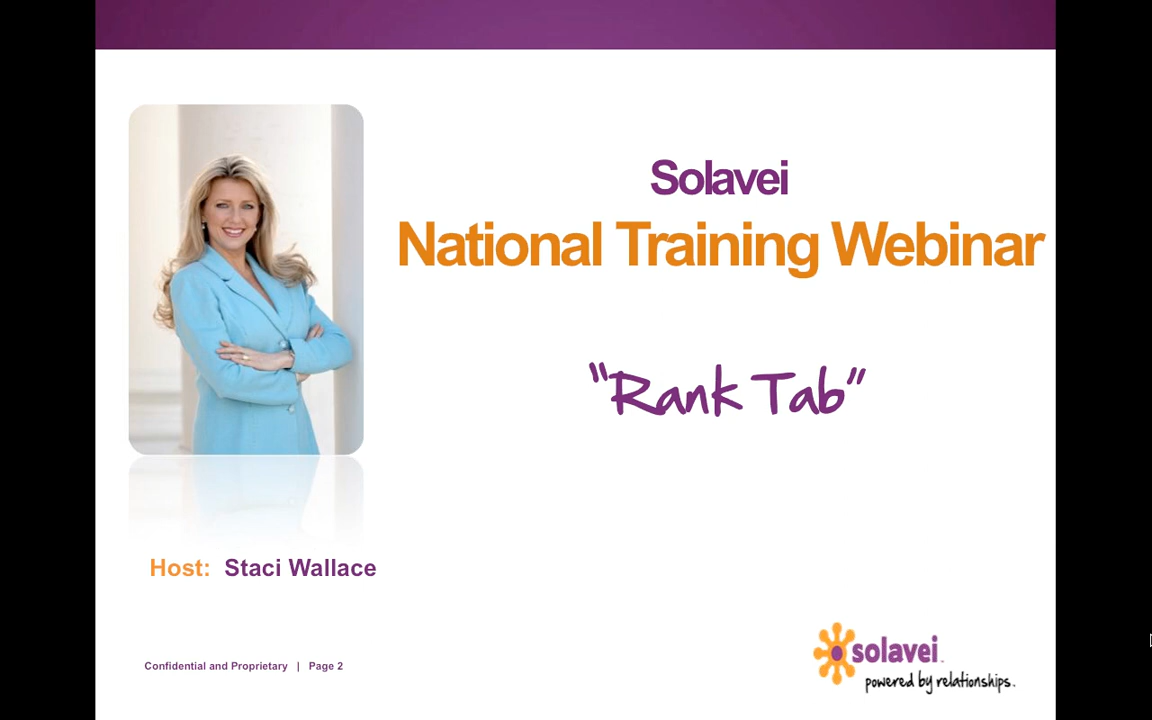 Solavei
National Training Webinar
“Rank Tab”
Host: Staci Wallace
Confidential and Proprietary | Page 2
solavei
powered by relationships.